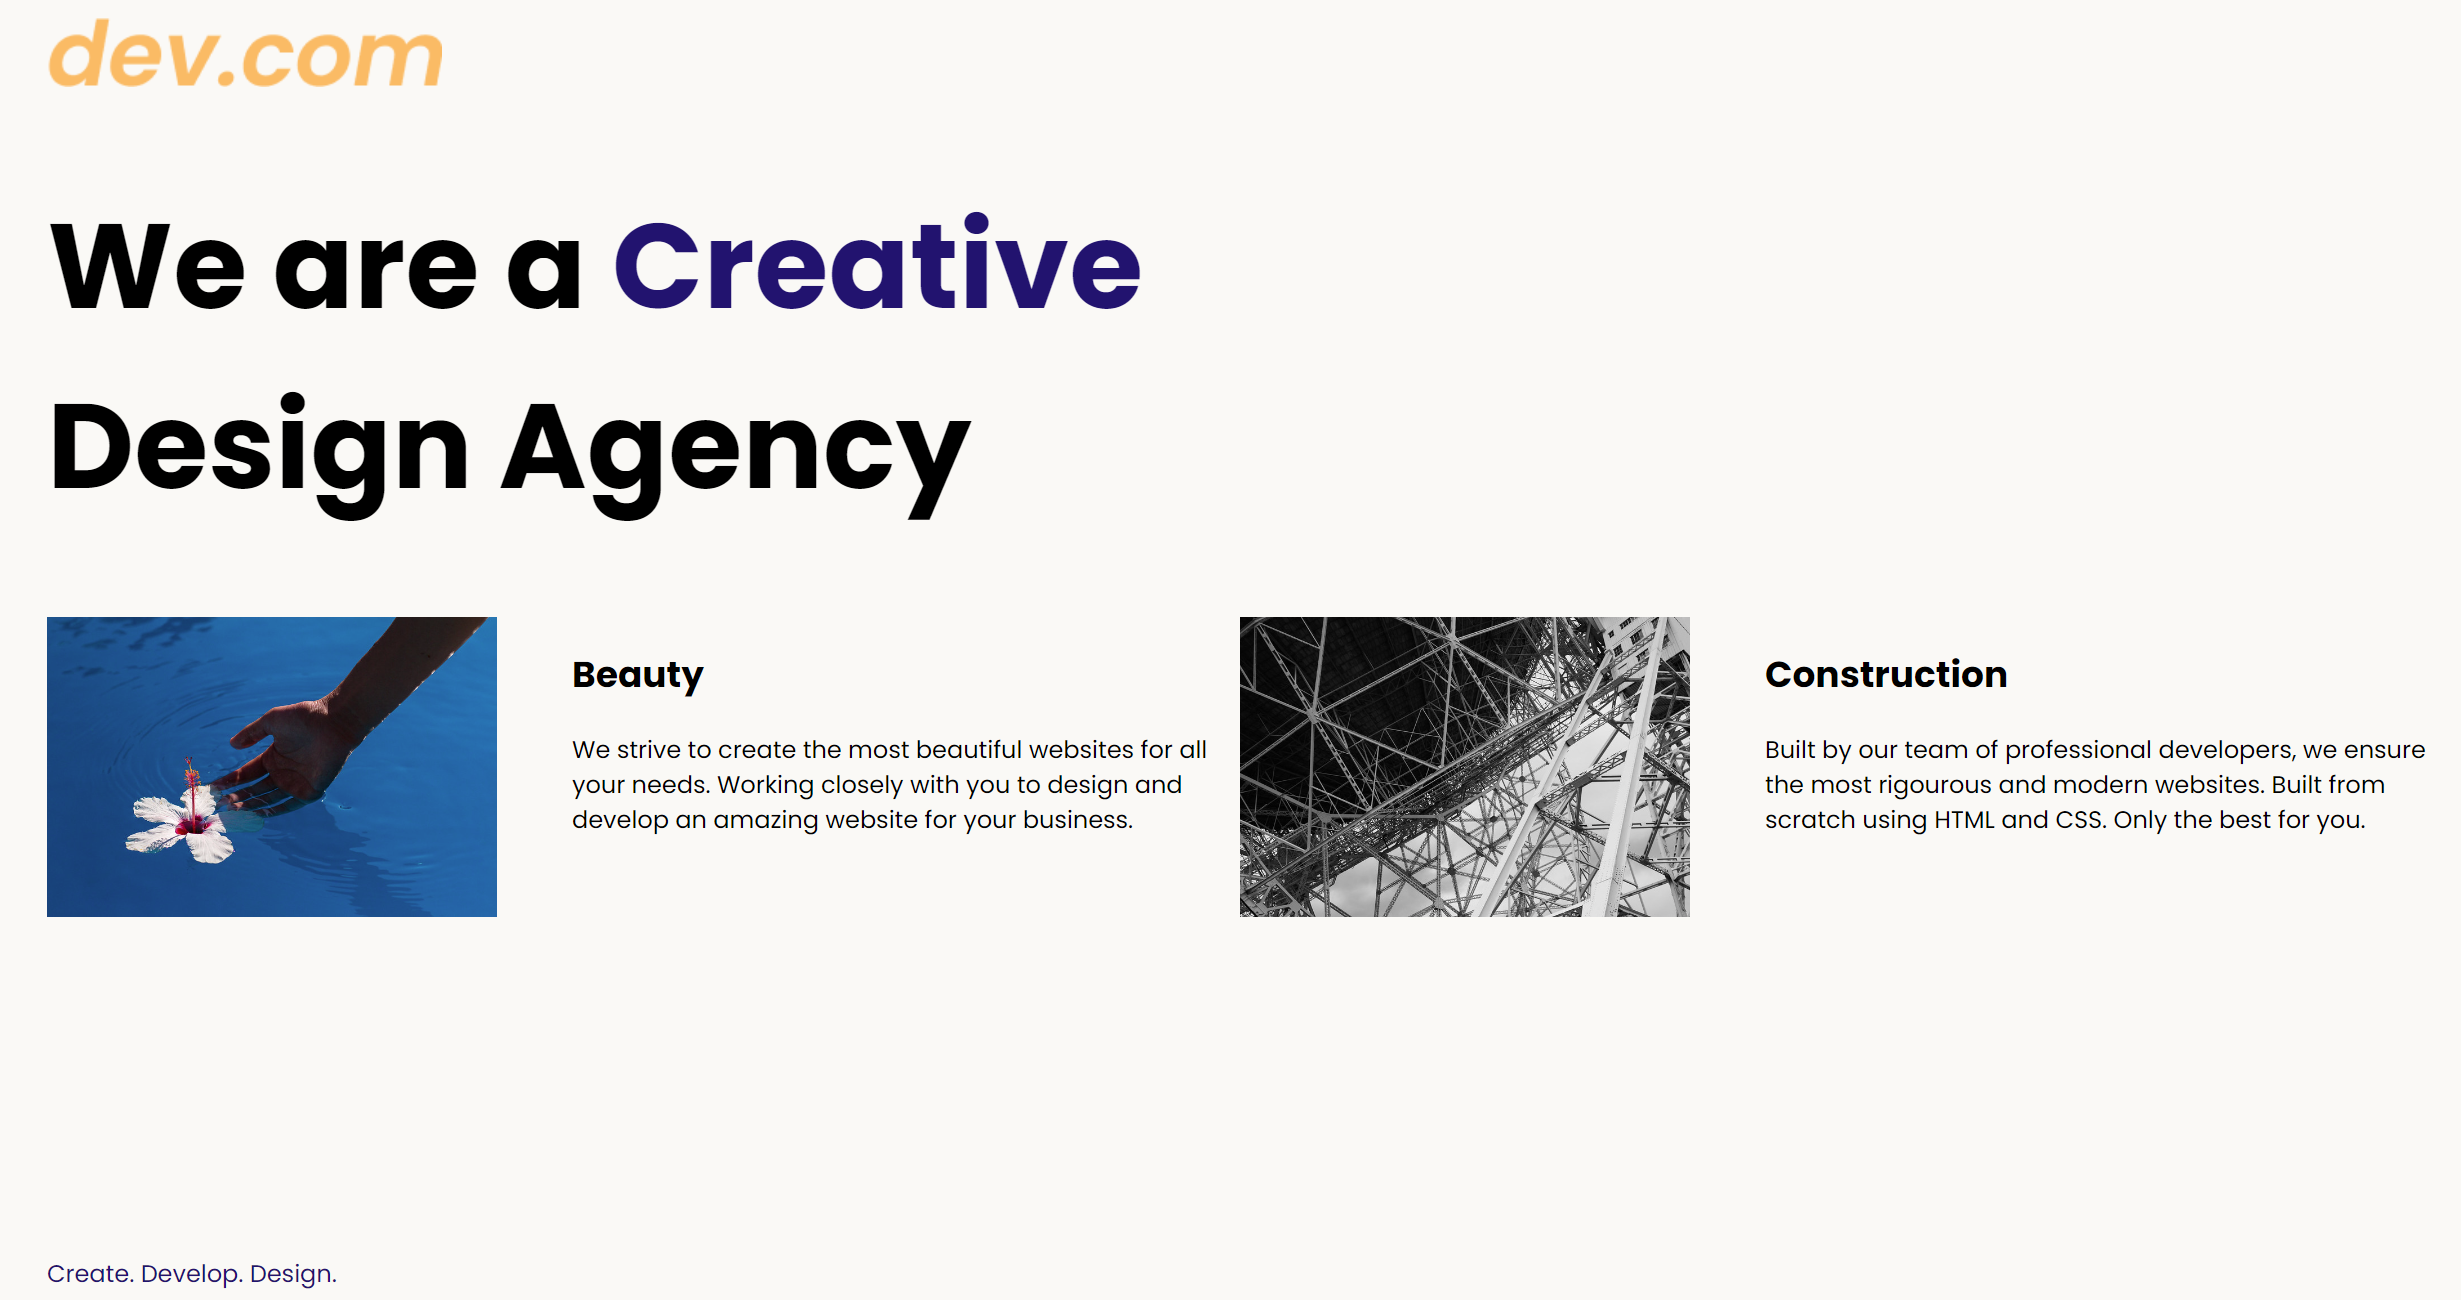 dev.com
We are a Creative
Design Agency
Beauty
We strive to create the most beautiful websites for all
your needs. Working closely with you to design and
develop an amazing website for your business.
Construction
Built by our team of professional developers, we ensure
the most rigourous and modern websites. Built from
scratch using HTML and CSS. Only the best for you.
Create. Develop. Design.